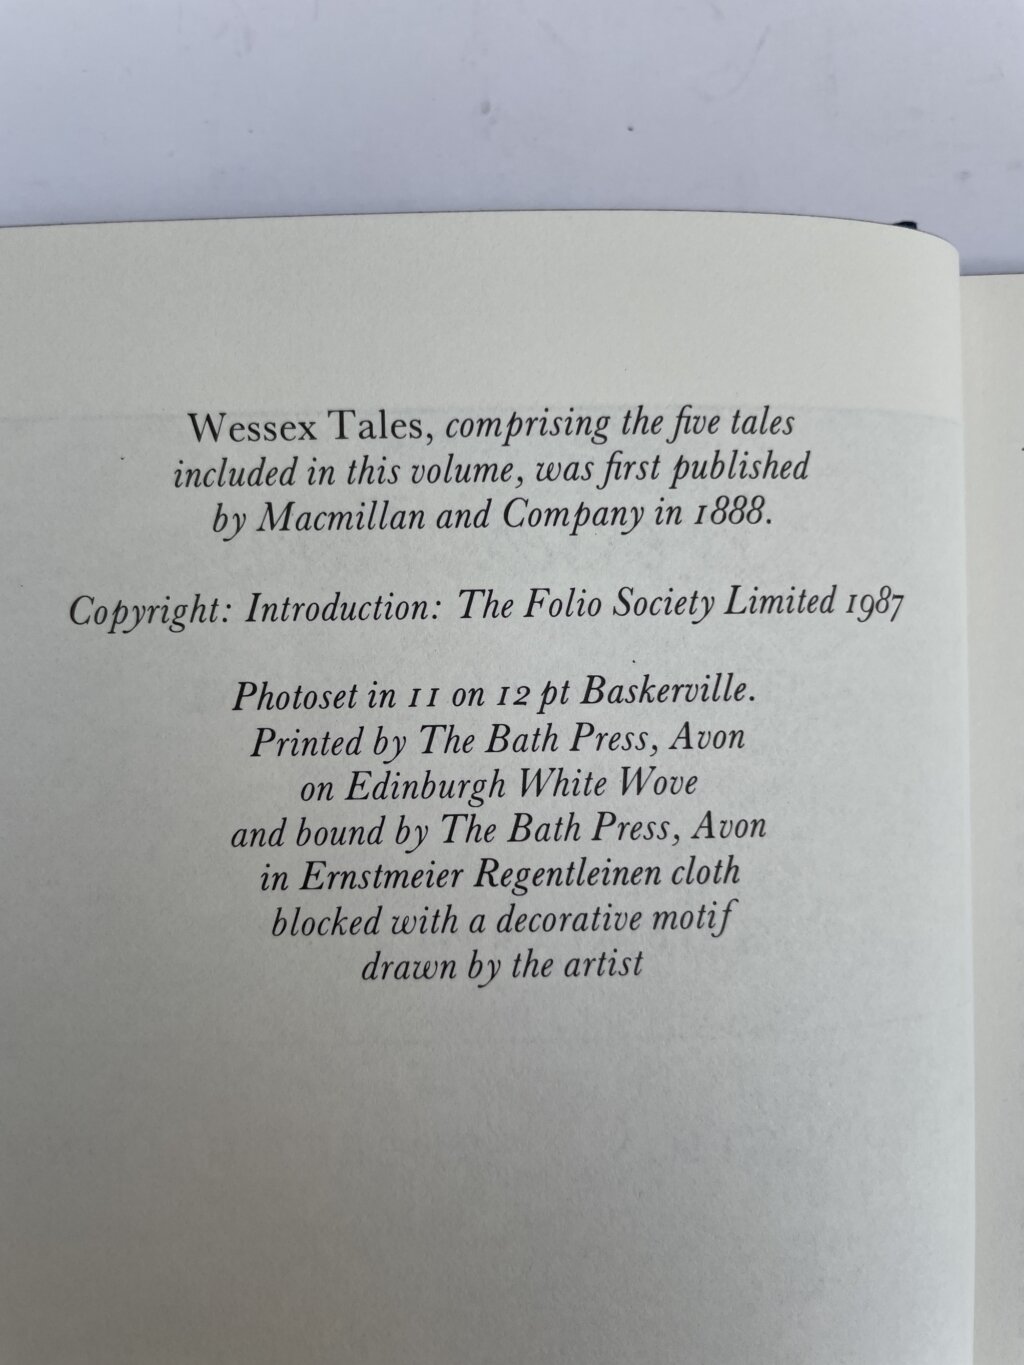 Wessex Tales, comprising the five tales
included in this volume, was first published
by Macmillan and Company in 1888.
Copyright: Introduction: The Folio Society Limited 1987
Photoset in 11 on 12 pt Baskerville.
Printed by The Bath Press, Avon
on Edinburgh White Wove
and bound by The Bath Press, Avon
in Ernstmeier Regentleinen cloth
blocked with a decorative motif
drawn by the artist